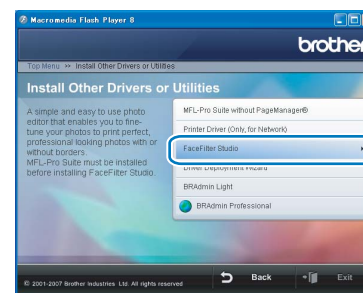 Macromedia Flash Player 8
brother
Top Menu >> Install Other Drivers or Utilities
Install Other Drivers or Utilities
A simple and easy to use photo
editor that enables you to fine-
tune your photos to print perfect,
professional looking photos with or
without borders.
MFL-Pro Suite must be installed
before installing FaceFilter Studio.
MFL-Pro Suite without PageManager®
Printer Driver (Only, for Network)
FaceFilter Studio
Driver Deployment Wizard
BRAdmin Light
BRAdmin Professional
© 2001-2007 Brother Industries Ltd. All rights reserved
Back
Exit